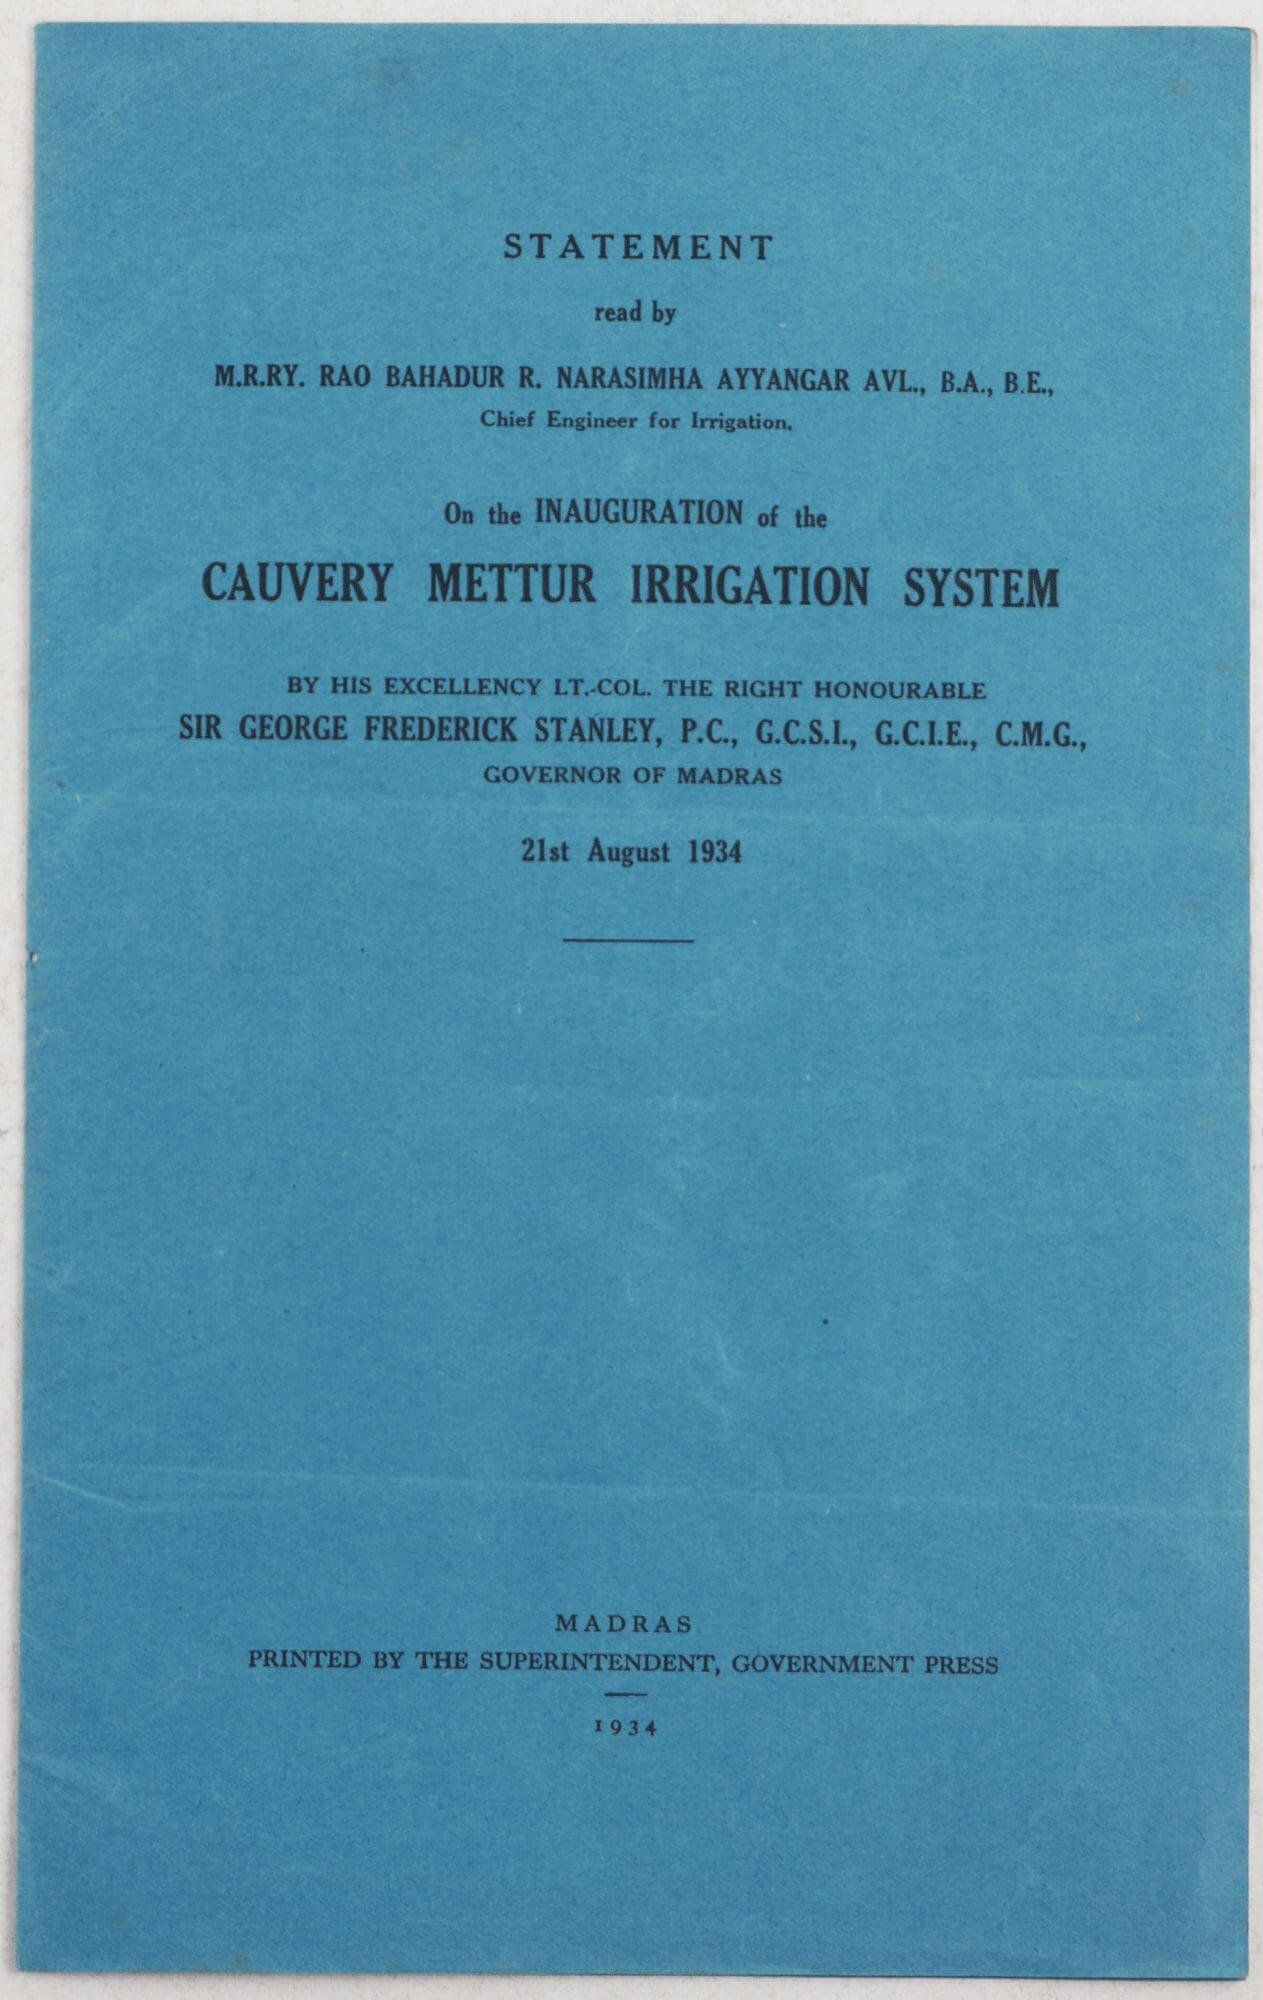 STATEMENT
read by
M.R.RY. RAO BAHADUR R. NARASIMHA AYYANGAR AVL., B.A., B.E.,
Chief Engineer for Irrigation,
On the INAUGURATION of the
CAUVERY METTUR IRRIGATION SYSTEM
BY HIS EXCELLENCY LT.-COL. THE RIGHT HONOURABLE
SIR GEORGE FREDERICK STANLEY, P.C., G.C.S.I., G.C.I.E., C.M.G.,
GOVERNOR OF MADRAS
21st August 1934
MADRAS
PRINTED BY THE SUPERINTENDENT, GOVERNMENT PRESS
1934